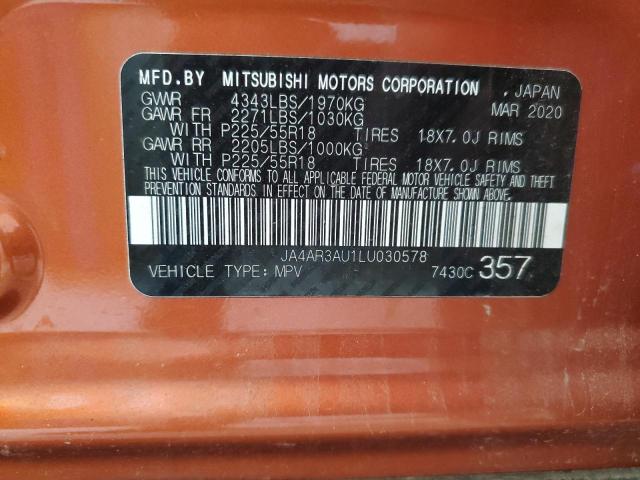 MFD.BY MITSUBISHI MOTORS CORPORATION , JAPAN
GVWR 4343LBS/1970KG MAR 2020
GAWR FR 2271LBS/1030KG
WITH P225/55R18 TIRES 18X7.0J RIMS
GAWR RR 2205LBS/1000KG
WITH P225/55R18 TIRES 18X7.0J RIMS
THIS VEHICLE CONFORMS TO ALL APPLICABLE FEDERAL MOTOR VEHICLE SAFETY AND THEFT
PREVENTION STANDARDS IN EFFECT ON THE DATE OF MANUFACTURE SHOWN ABOVE.
JA4AR3AU1LU030578
VEHICLE TYPE: MPV 7430C 357